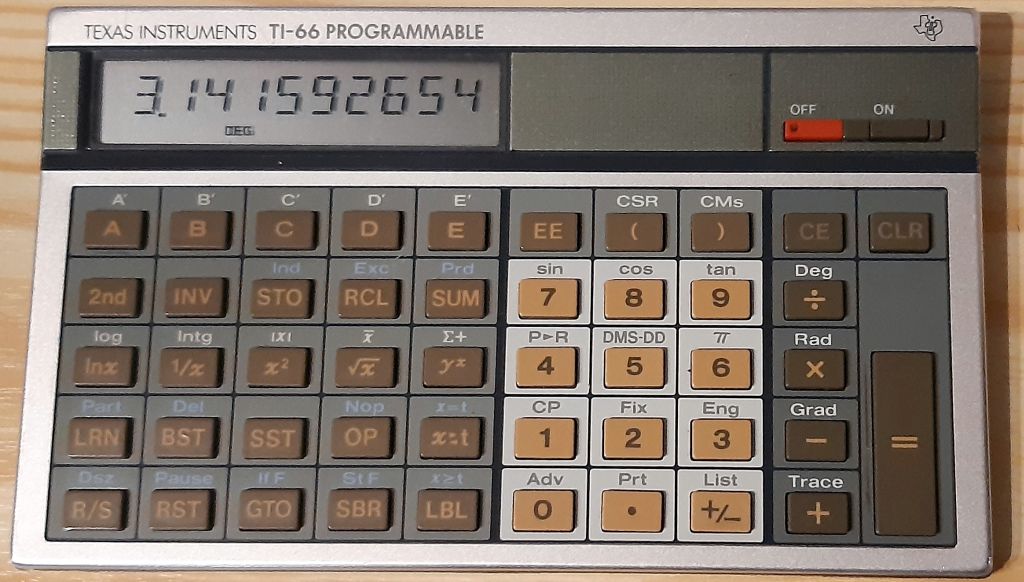 TEXAS INSTRUMENTS TI-66 PROGRAMMABLE
3.141592654
DEG
OFF ON
A' B' C' D' E' CSR CMs
A B C D E EE ( ) CE CLR
Ind Exc Prd sin cos tan Deg
2nd INV STO RCL SUM 7 8 9 ÷
log Intg |x| x̄ Σ+ P►R DMS-DD π Rad
lnx 1/x x² √x yˣ 4 5 6 ×
Part Del Nop x=t CP Fix Eng Grad
LRN BST SST OP x:t 1 2 3 − =
Dsz Pause If F St F x≥t Adv Prt List Trace
R/S RST GTO SBR LBL 0 . +/− +